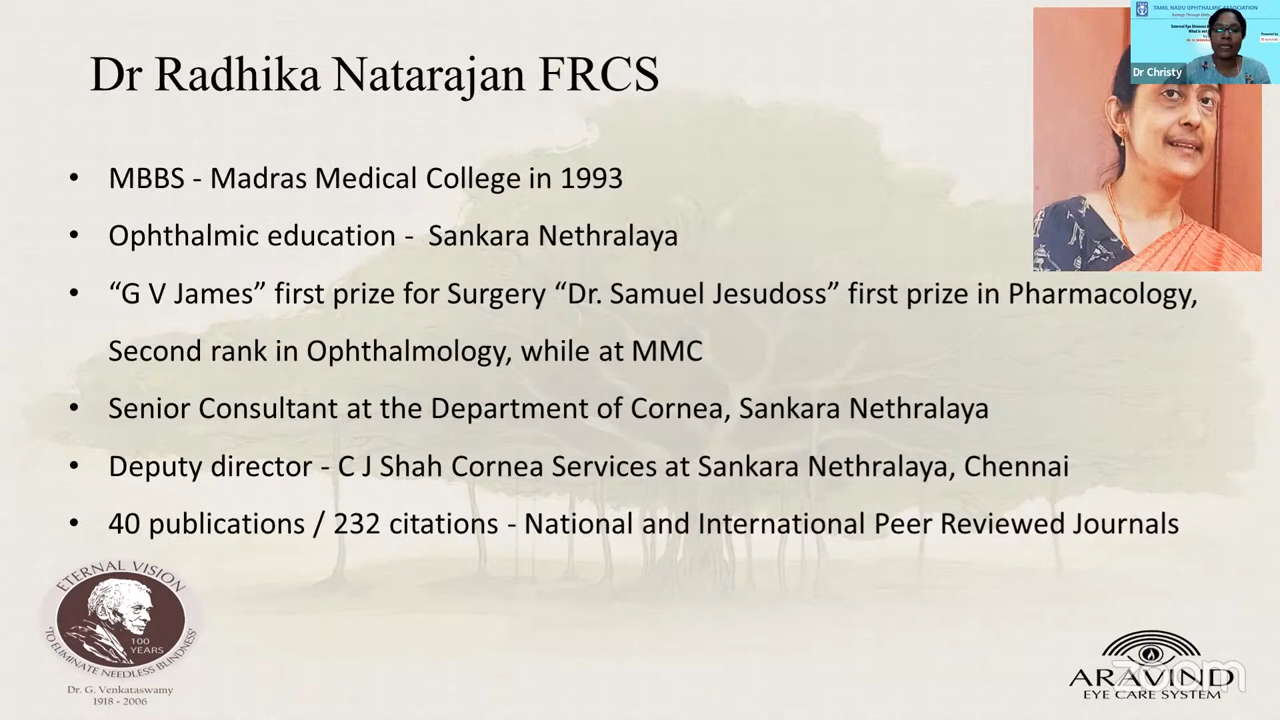 TAMIL NADU OPHTHALMIC ASSOCIATION
Dr Christy
Dr Radhika Natarajan FRCS
• MBBS - Madras Medical College in 1993
• Ophthalmic education - Sankara Nethralaya
• “G V James” first prize for Surgery “Dr. Samuel Jesudoss” first prize in Pharmacology,
Second rank in Ophthalmology, while at MMC
• Senior Consultant at the Department of Cornea, Sankara Nethralaya
• Deputy director - C J Shah Cornea Services at Sankara Nethralaya, Chennai
• 40 publications / 232 citations - National and International Peer Reviewed Journals
ETERNAL VISION
100
YEARS
'TO ELIMINATE NEEDLESS BLINDNESS'
Dr. G. Venkataswamy
1918 - 2006
zoom
ARAVIND
EYE CARE SYSTEM